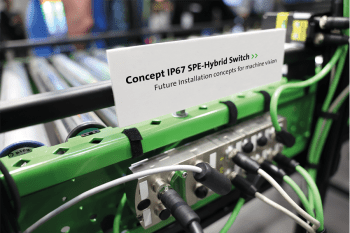 Concept IP67 SPE-Hybrid Switch >>
Future Installation concepts for machine vision